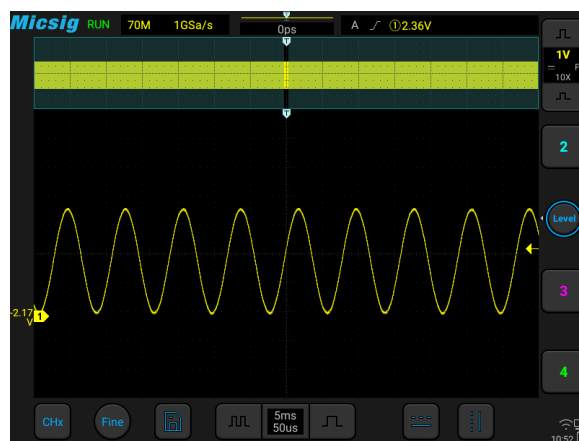 Micsig RUN 70M 1GSa/s 0ps A ①2.36V
T
1V
F
10X
T
2
Level
-2.17
V
1
3
4
CHx Fine 5ms
50us
10:52